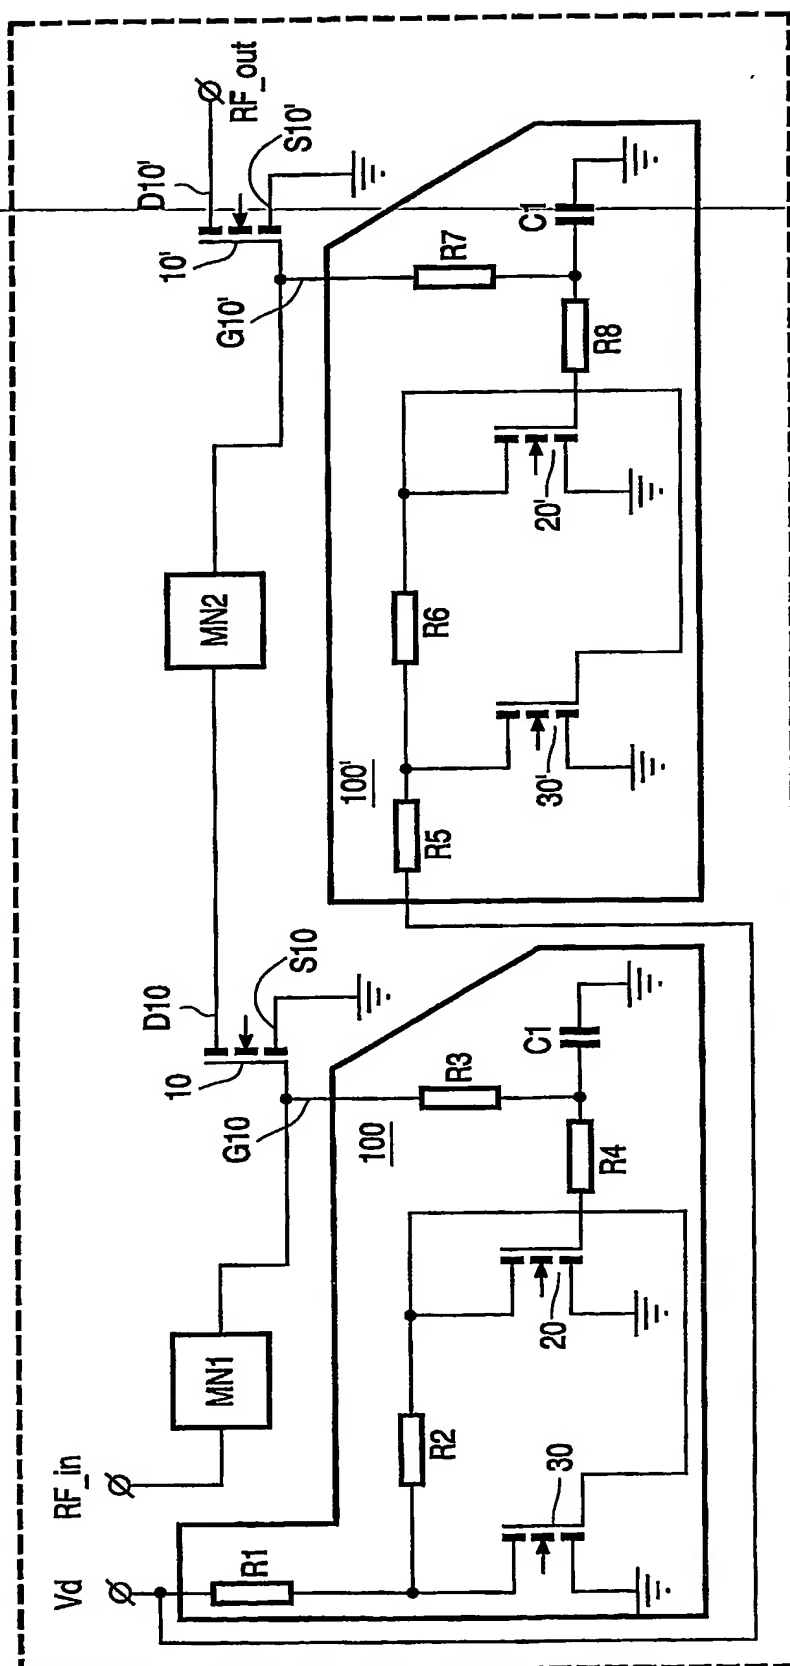 Vd
RF_in
MN1
R1
R2
30
20
R4
R3
C1
100
G10
10
D10
S10
MN2
R5
100'
30'
R6
20'
R8
R7
C1
G10'
10'
D10'
S10'
RF_out